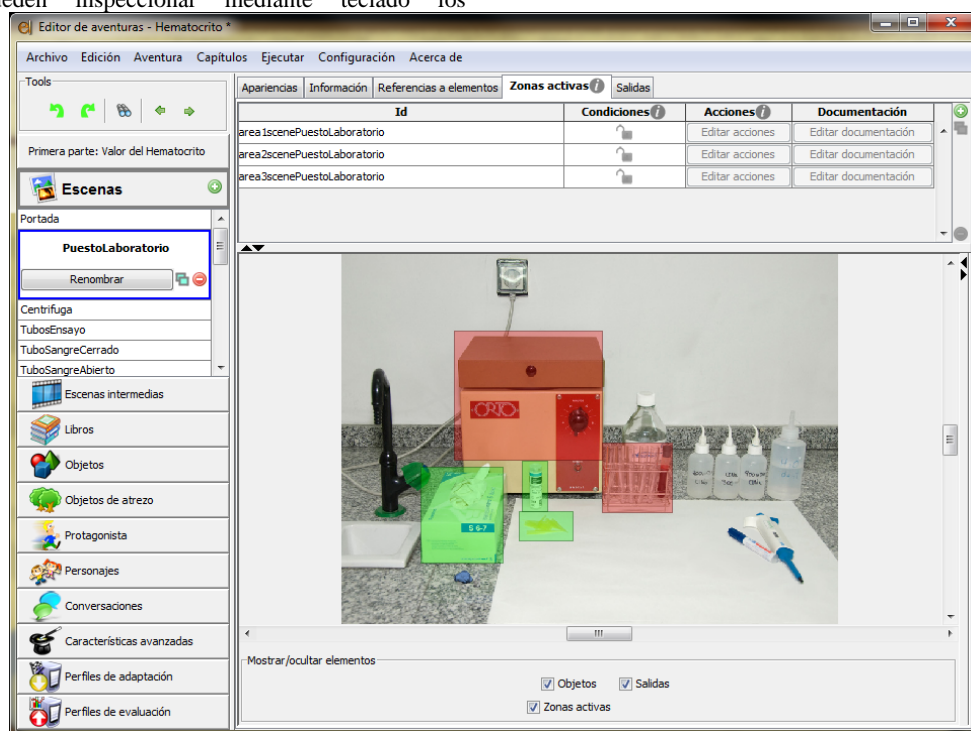 ueden inspeccionar mediante teclado los
Editor de aventuras - Hematocrito *
Archivo Edición Aventura Capítulos Ejecutar Configuración Acerca de
Tools
Primera parte: Valor del Hematocrito
Escenas
Portada
PuestoLaboratorio
Renombrar
Centrifuga
TubosEnsayo
TuboSangreCerrado
TuboSangreAbierto
Escenas intermedias
Libros
Objetos
Objetos de atrezo
Protagonista
Personajes
Conversaciones
Características avanzadas
Perfiles de adaptación
Perfiles de evaluación
Apariencias Información Referencias a elementos Zonas activas Salidas
Id Condiciones Acciones Documentación
area1scenePuestoLaboratorio Editar acciones Editar documentación
area2scenePuestoLaboratorio Editar acciones Editar documentación
area3scenePuestoLaboratorio Editar acciones Editar documentación
ORTO
S 6-7
Mostrar/ocultar elementos
Objetos Salidas
Zonas activas